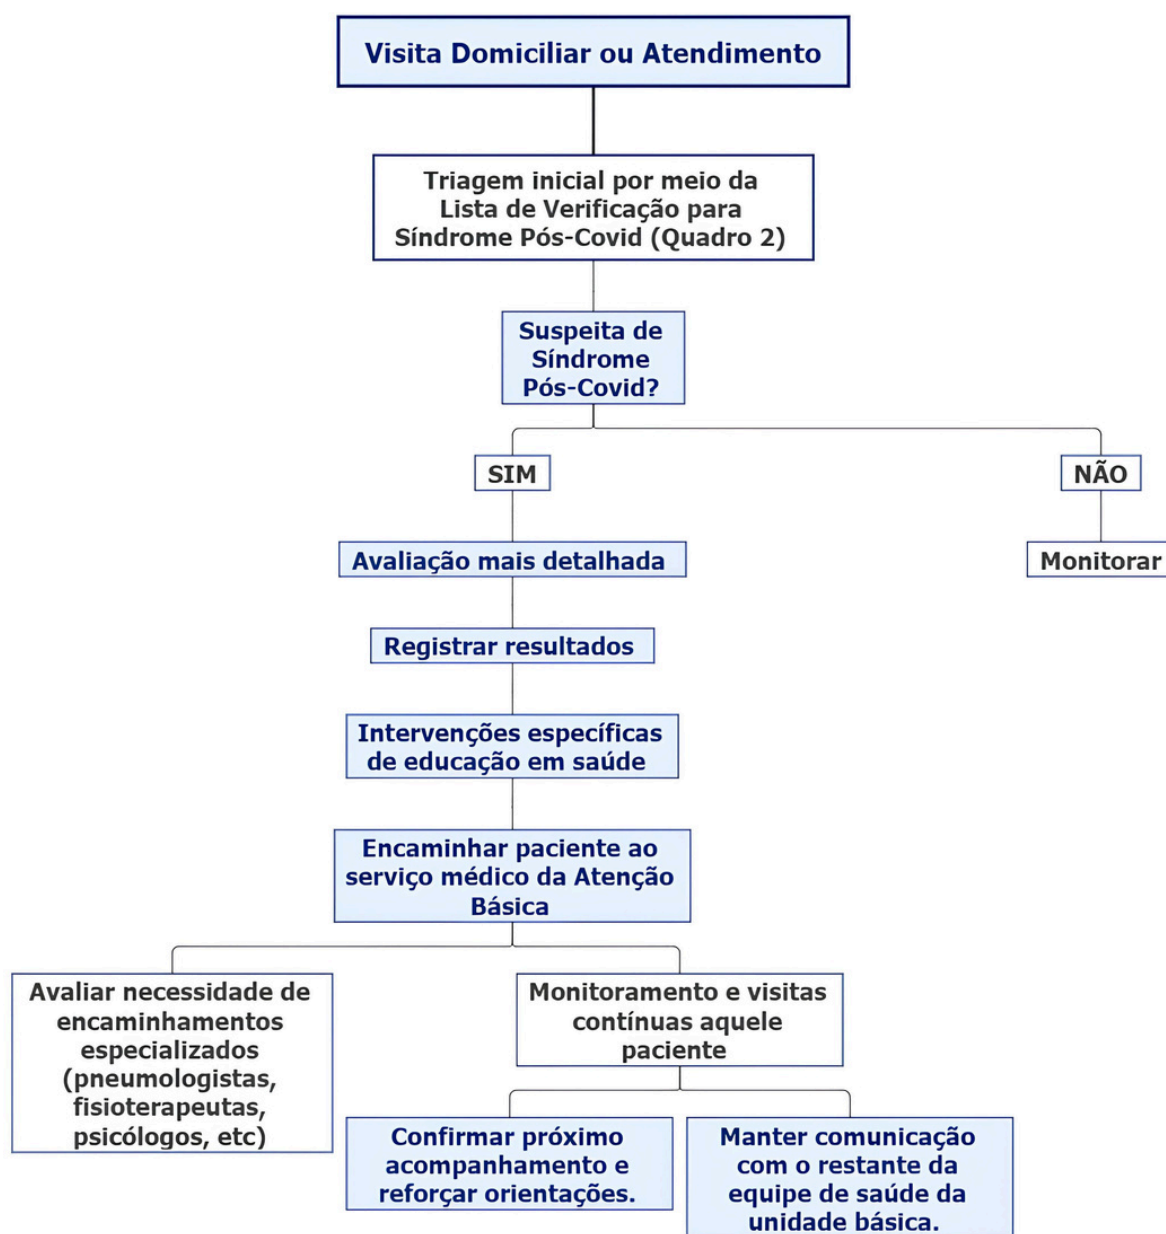 Visita Domiciliar ou Atendimento
Triagem inicial por meio da
Lista de Verificação para
Síndrome Pós-Covid (Quadro 2)
Suspeita de
Síndrome
Pós-Covid?
SIM
NÃO
Avaliação mais detalhada
Monitorar
Registrar resultados
Intervenções específicas
de educação em saúde
Encaminhar paciente ao
serviço médico da Atenção
Básica
Avaliar necessidade de
encaminhamentos
especializados
(pneumologistas,
fisioterapeutas,
psicólogos, etc)
Monitoramento e visitas
contínuas aquele
paciente
Confirmar próximo
acompanhamento e
reforçar orientações.
Manter comunicação
com o restante da
equipe de saúde da
unidade básica.